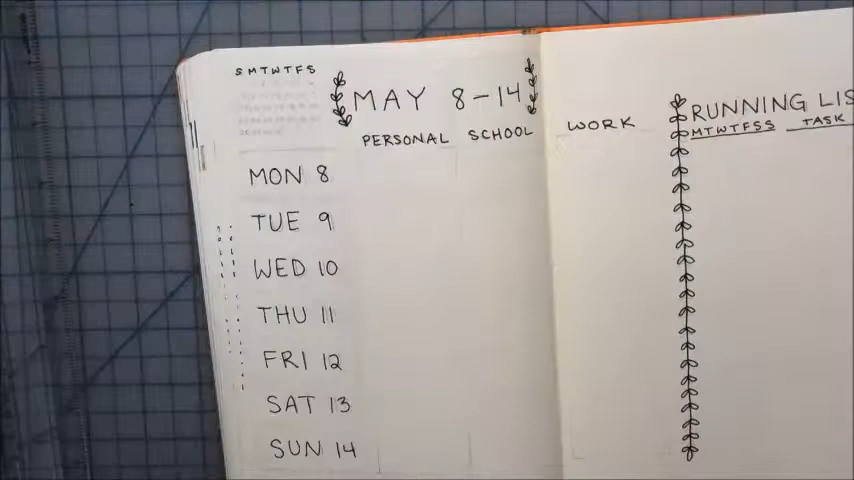 SMTWTFS
MAY 8-14
PERSONAL SCHOOL WORK
MON 8
TUE 9
WED 10
THU 11
FRI 12
SAT 13
SUN 14
RUNNING LIS
MTWTFSS TASK